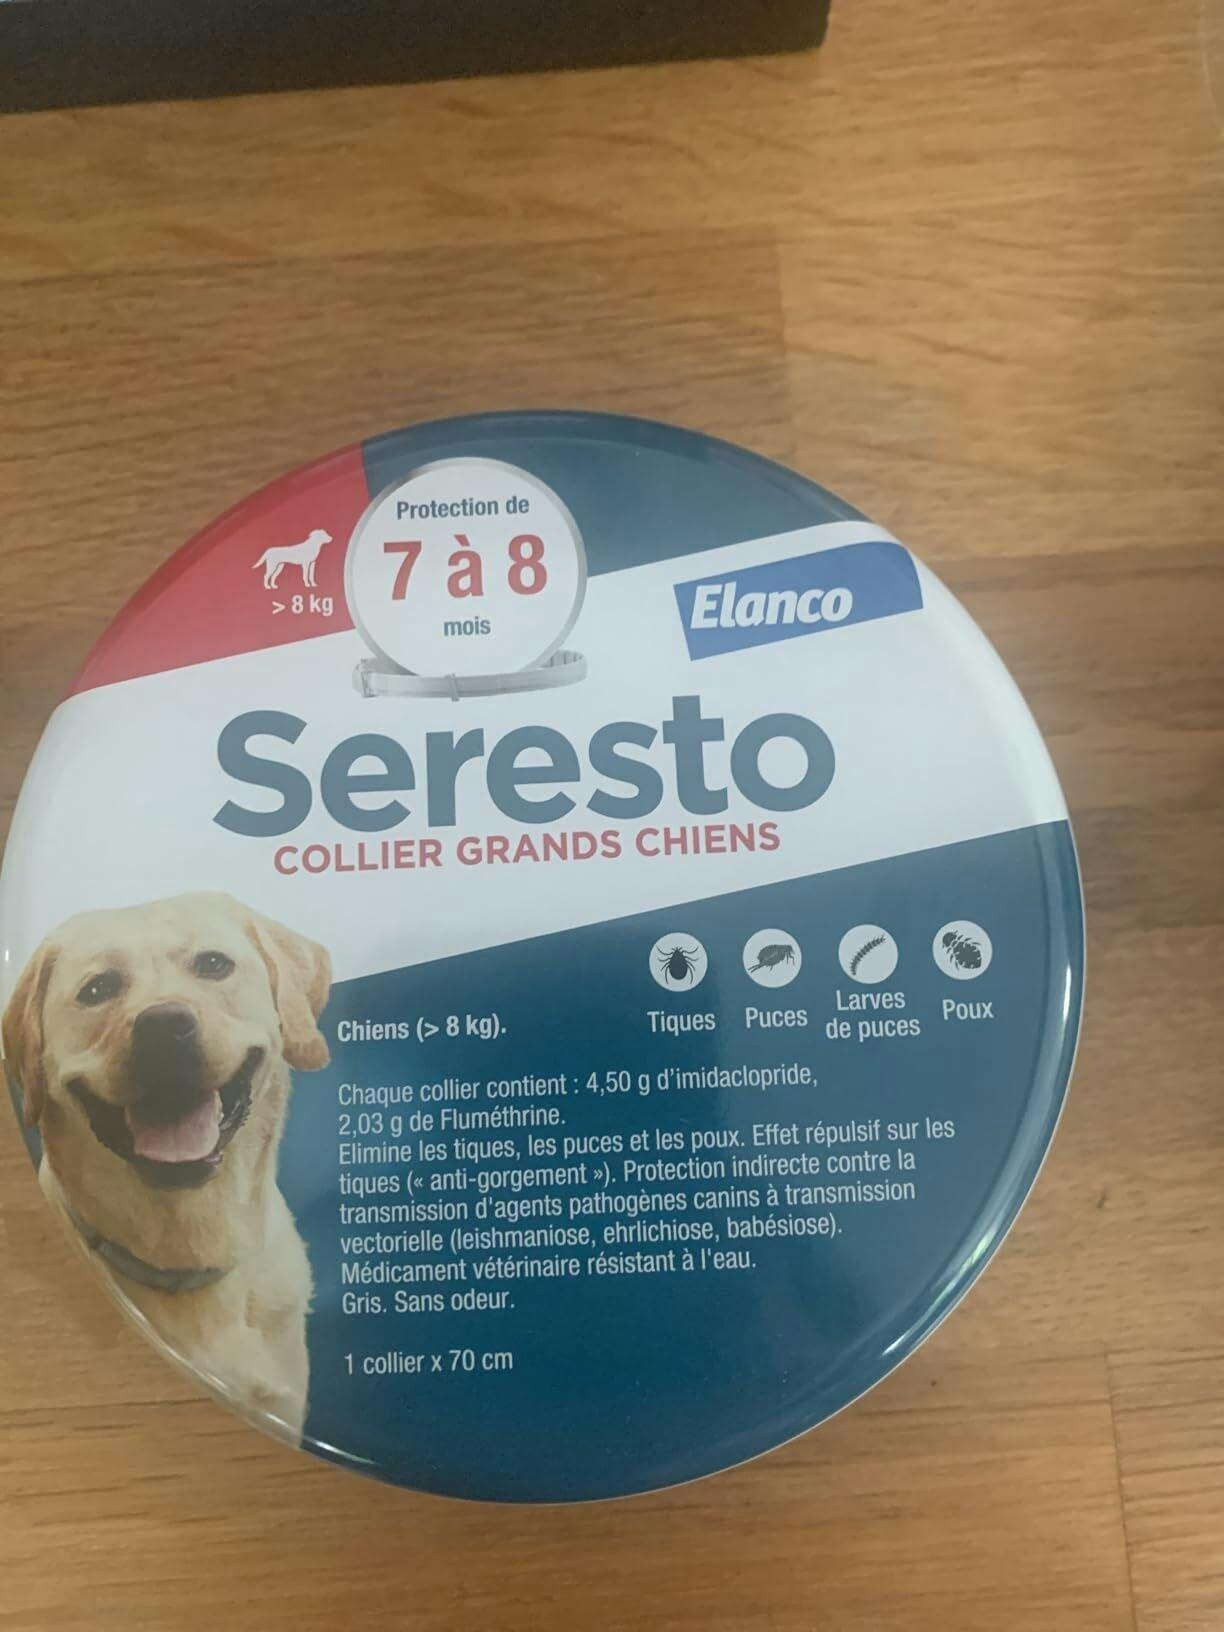 Protection de
7 à 8
mois
> 8 kg
Elanco
Seresto
COLLIER GRANDS CHIENS
Tiques
Puces
Larves
de puces
Poux
Chiens (> 8 kg).
Chaque collier contient : 4,50 g d'imidaclopride,
2,03 g de Fluméthrine.
Elimine les tiques, les puces et les poux. Effet répulsif sur les
tiques (« anti-gorgement »). Protection indirecte contre la
transmission d'agents pathogènes canins à transmission
vectorielle (leishmaniose, ehrlichiose, babésiose).
Médicament vétérinaire résistant à l'eau.
Gris. Sans odeur.
1 collier x 70 cm